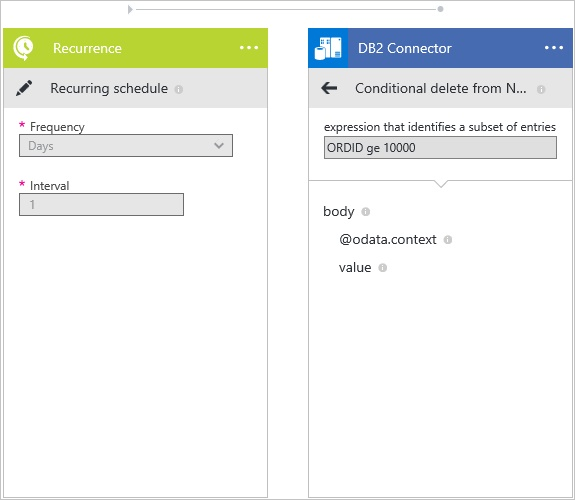 Recurrence
Recurring schedule
* Frequency
Days
* Interval
1
DB2 Connector
Conditional delete from N...
expression that identifies a subset of entries
ORDID ge 10000
body
@odata.context
value